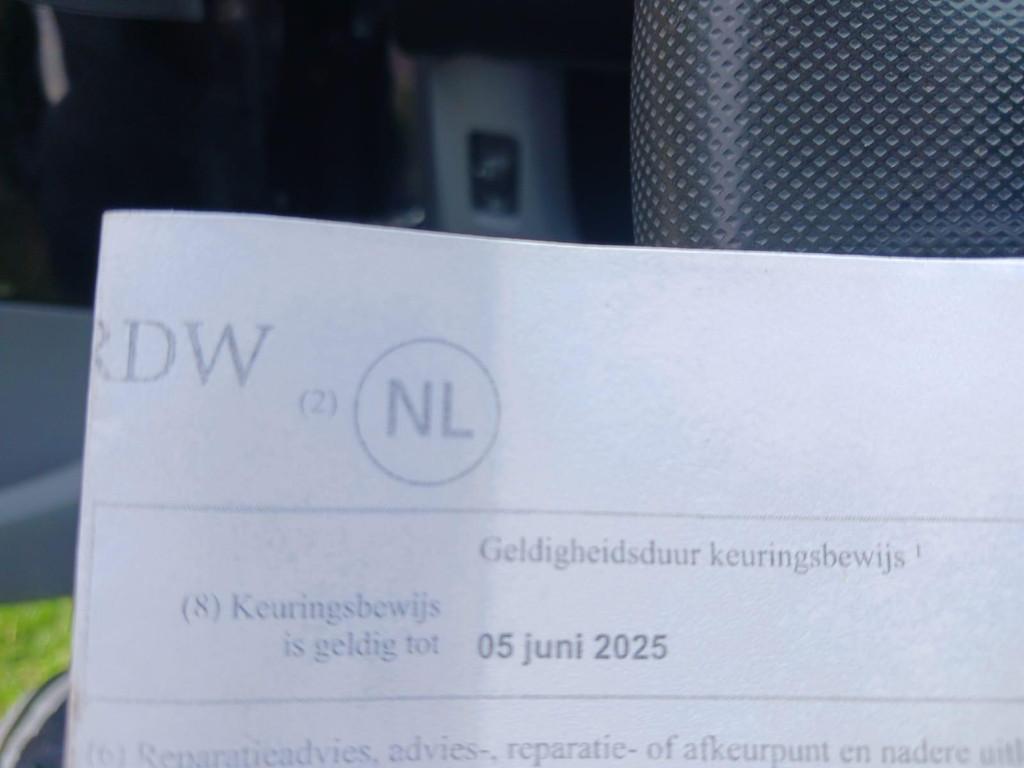 RDW
(2) NL
Geldigheidsduur keuringsbewijs ¹
(8) Keuringsbewijs
is geldig tot 05 juni 2025
(6) Reparatieadvies, advies-, reparatie- of afkeurpunt en nadere